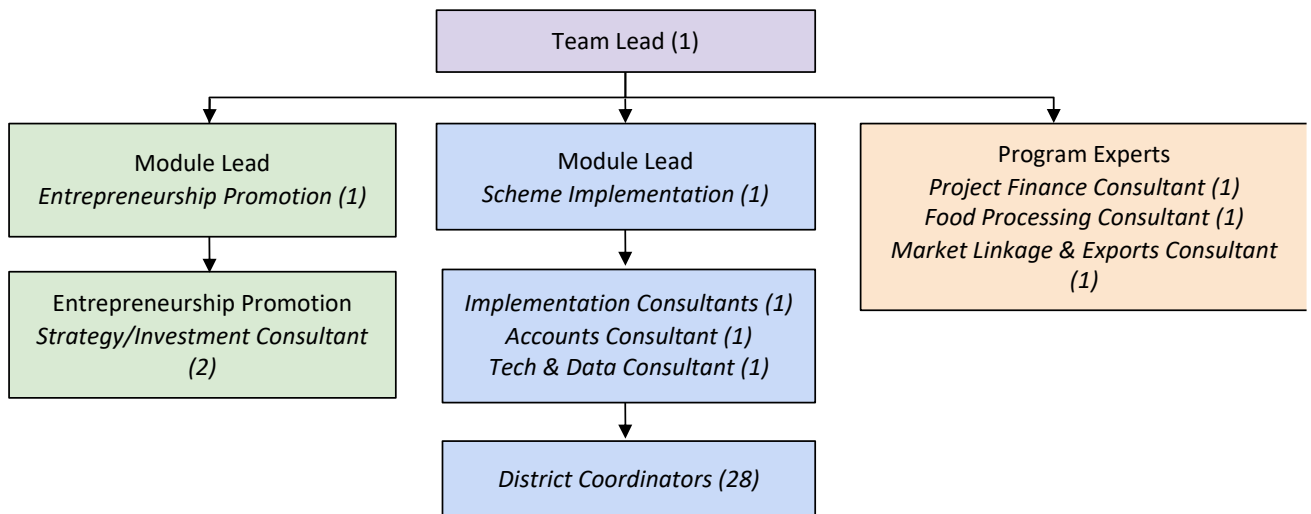 Team Lead (1)
Module Lead
Entrepreneurship Promotion (1)
Module Lead
Scheme Implementation (1)
Program Experts
Project Finance Consultant (1)
Food Processing Consultant (1)
Market Linkage & Exports Consultant
(1)
Entrepreneurship Promotion
Strategy/Investment Consultant
(2)
Implementation Consultants (1)
Accounts Consultant (1)
Tech & Data Consultant (1)
District Coordinators (28)